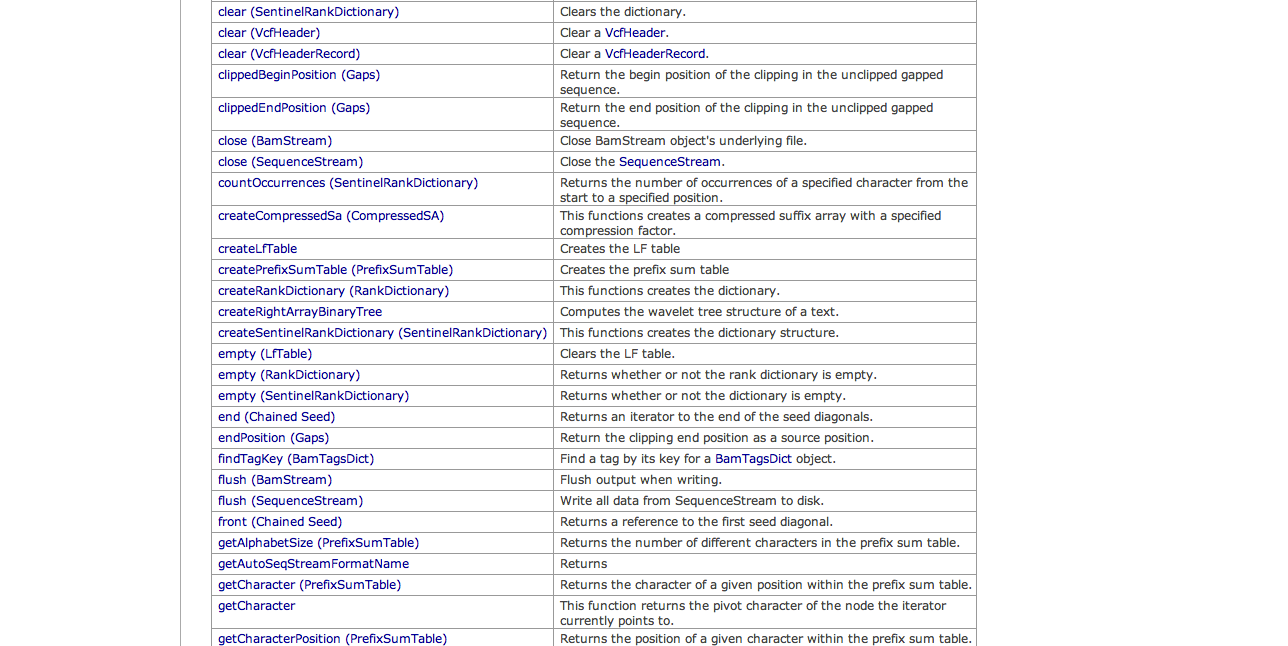 clear (SentinelRankDictionary) Clears the dictionary.
clear (VcfHeader) Clear a VcfHeader.
clear (VcfHeaderRecord) Clear a VcfHeaderRecord.
clippedBeginPosition (Gaps) Return the begin position of the clipping in the unclipped gapped
sequence.
clippedEndPosition (Gaps) Return the end position of the clipping in the unclipped gapped
sequence.
close (BamStream) Close BamStream object's underlying file.
close (SequenceStream) Close the SequenceStream.
countOccurrences (SentinelRankDictionary) Returns the number of occurrences of a specified character from the
start to a specified position.
createCompressedSa (CompressedSA) This functions creates a compressed suffix array with a specified
compression factor.
createLfTable Creates the LF table
createPrefixSumTable (PrefixSumTable) Creates the prefix sum table
createRankDictionary (RankDictionary) This functions creates the dictionary.
createRightArrayBinaryTree Computes the wavelet tree structure of a text.
createSentinelRankDictionary (SentinelRankDictionary) This functions creates the dictionary structure.
empty (LfTable) Clears the LF table.
empty (RankDictionary) Returns whether or not the rank dictionary is empty.
empty (SentinelRankDictionary) Returns whether or not the dictionary is empty.
end (Chained Seed) Returns an iterator to the end of the seed diagonals.
endPosition (Gaps) Return the clipping end position as a source position.
findTagKey (BamTagsDict) Find a tag by its key for a BamTagsDict object.
flush (BamStream) Flush output when writing.
flush (SequenceStream) Write all data from SequenceStream to disk.
front (Chained Seed) Returns a reference to the first seed diagonal.
getAlphabetSize (PrefixSumTable) Returns the number of different characters in the prefix sum table.
getAutoSeqStreamFormatName Returns
getCharacter (PrefixSumTable) Returns the character of a given position within the prefix sum table.
getCharacter This function returns the pivot character of the node the iterator
currently points to.
getCharacterPosition (PrefixSumTable) Returns the position of a given character within the prefix sum table.